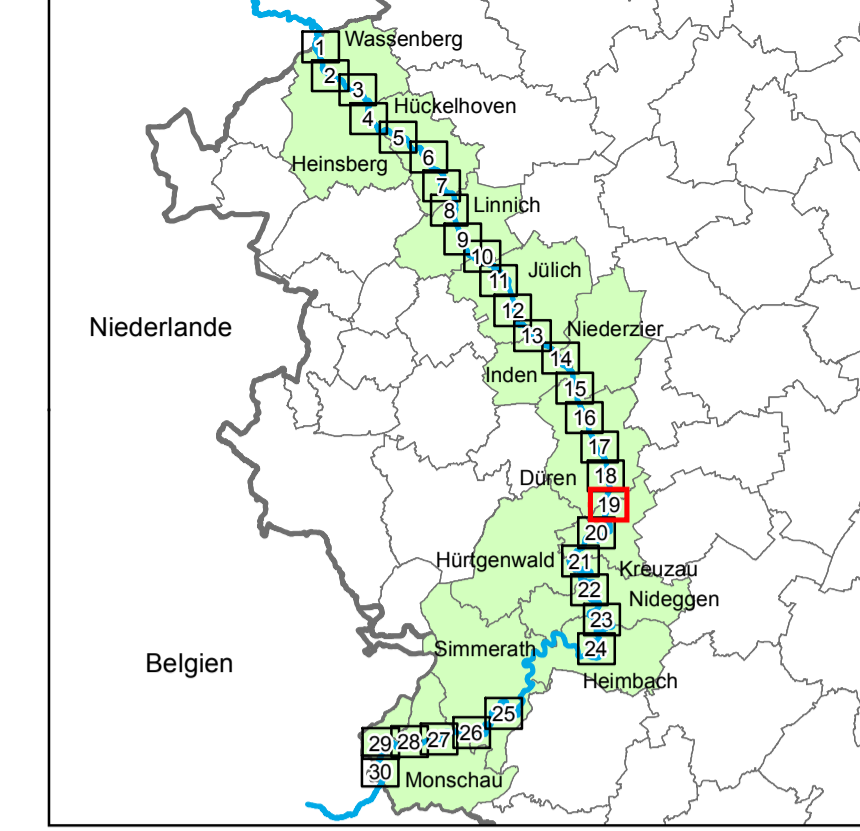 1
Wassenberg
2
3
Hückelhoven
4
5
6
Heinsberg
7
8
Linnich
9
10
Jülich
11
12
Niederlande
13
Niederzier
14
Inden
15
16
17
Düren
18
19
20
Hürtgenwald
21
Kreuzau
22
Nideggen
23
Simmerath
24
Belgien
Heimbach
25
26
27
28
29
30
Monschau